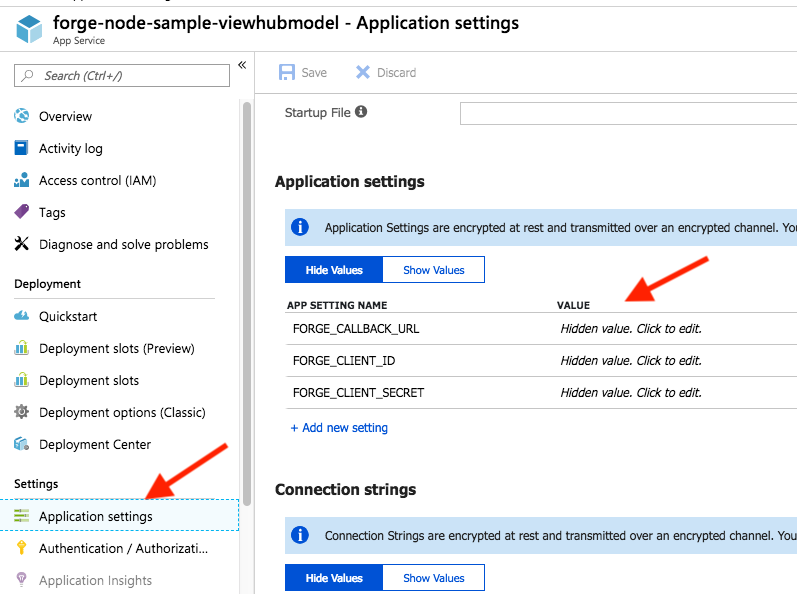 forge-node-sample-viewhubmodel - Application settings
App Service
Search (Ctrl+/)
«
Overview
Activity log
Access control (IAM)
Tags
Diagnose and solve problems
Deployment
Quickstart
Deployment slots (Preview)
Deployment slots
Deployment options (Classic)
Deployment Center
Settings
Application settings
Authentication / Authorizati...
Application Insights
Save Discard
Startup File
Application settings
Application Settings are encrypted at rest and transmitted over an encrypted channel. You
Hide Values Show Values
APP SETTING NAME VALUE
FORGE_CALLBACK_URL Hidden value. Click to edit.
FORGE_CLIENT_ID Hidden value. Click to edit.
FORGE_CLIENT_SECRET Hidden value. Click to edit.
+ Add new setting
Connection strings
Connection Strings are encrypted at rest and transmitted over an encrypted channel. You
Hide Values Show Values